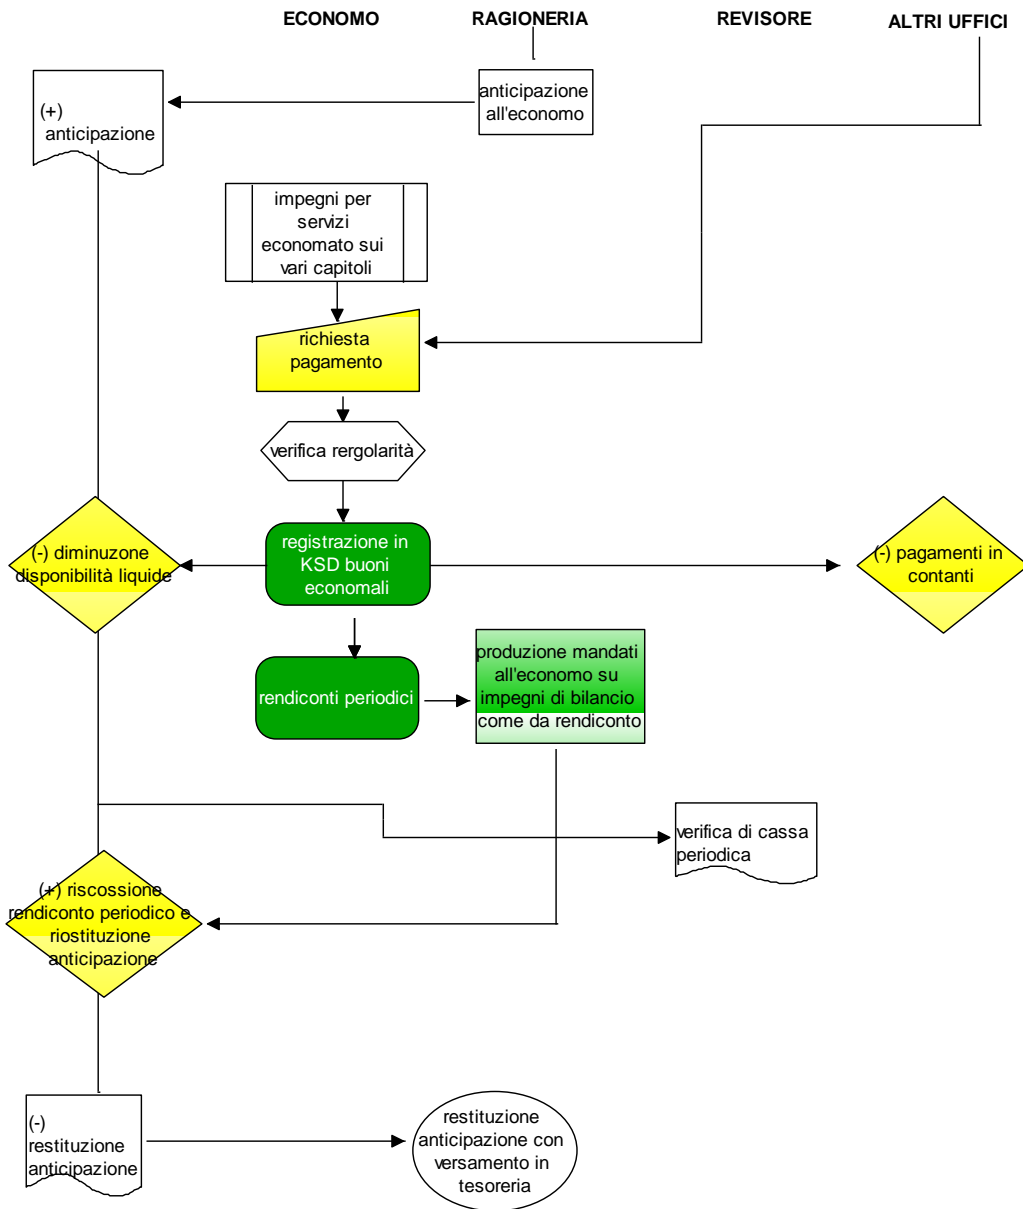 ECONOMO
RAGIONERIA
REVISORE
ALTRI UFFICI
(+)
anticipazione
anticipazione
all'economo
impegni per
servizi
economato sui
vari capitoli
richiesta
pagamento
verifica rergolarità
(-) diminuzone
disponibilità liquide
registrazione in
KSD buoni
economali
(-) pagamenti in
contanti
rendiconti periodici
produzione mandati
all'economo su
impegni di bilancio
come da rendiconto
verifica di cassa
periodica
(+) riscossione
rendiconto periodico e
riostituzione
anticipazione
(-)
restituzione
anticipazione
restituzione
anticipazione con
versamento in
tesoreria